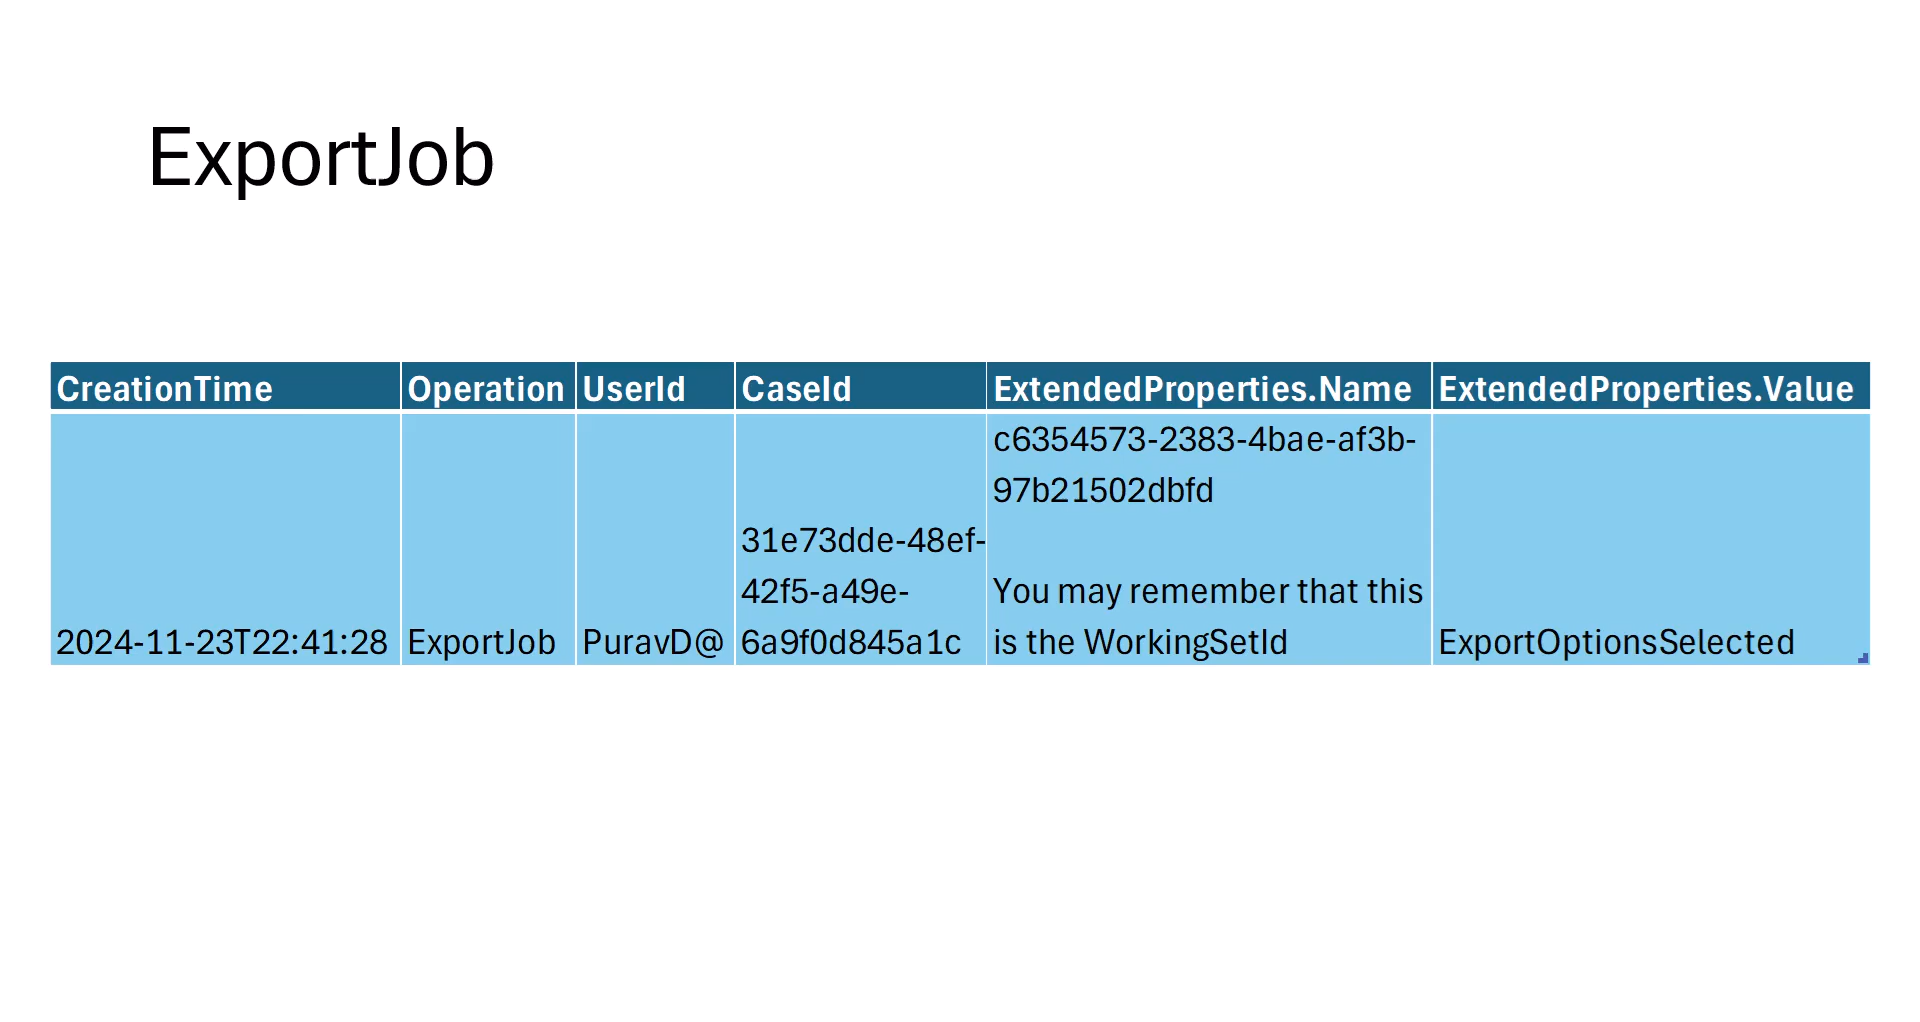 ExportJob
CreationTime Operation UserId CaseId ExtendedProperties.Name ExtendedProperties.Value
2024-11-23T22:41:28
ExportJob
PuravD@
31e73dde-48ef-
42f5-a49e-
6a9f0d845a1c
c6354573-2383-4bae-af3b-
97b21502dbfd
You may remember that this
is the WorkingSetId
ExportOptionsSelected